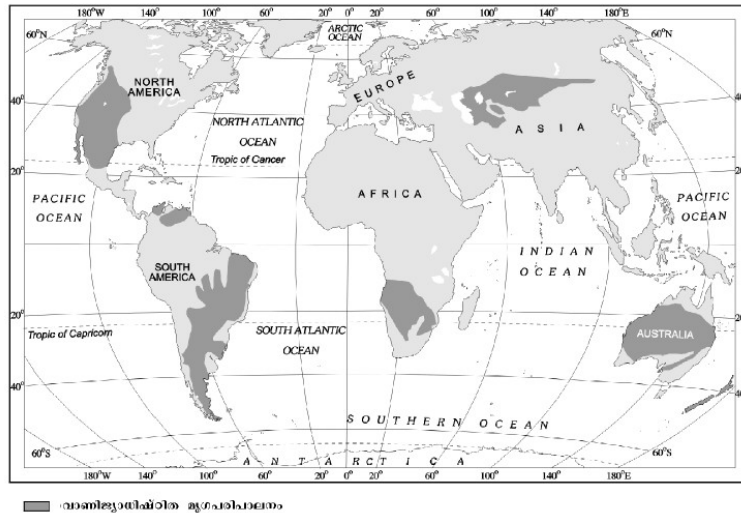 180°W 140° 100° 60° 20° 0° 20° 60° 100° 140° 180°E
ARCTIC
OCEAN
60°N 60°N
NORTH
AMERICA
EUROPE
ASIA
40° 40°
NORTH ATLANTIC
OCEAN
Tropic of Cancer
20° 20°
AFRICA
PACIFIC
OCEAN
PACIFIC
OCEAN
INDIAN
OCEAN
SOUTH
AMERICA
20°
Tropic of Capricorn
SOUTH ATLANTIC
OCEAN
AUSTRALIA
40°
SOUTHERN OCEAN
60°S 60°S
ANTARCTICA
180°W 140° 100° 60° 20° 0° 20° 60° 100° 140° 180°E
വാണിജ്യാധിഷ്ഠിത മൃഗപരിപാലനം